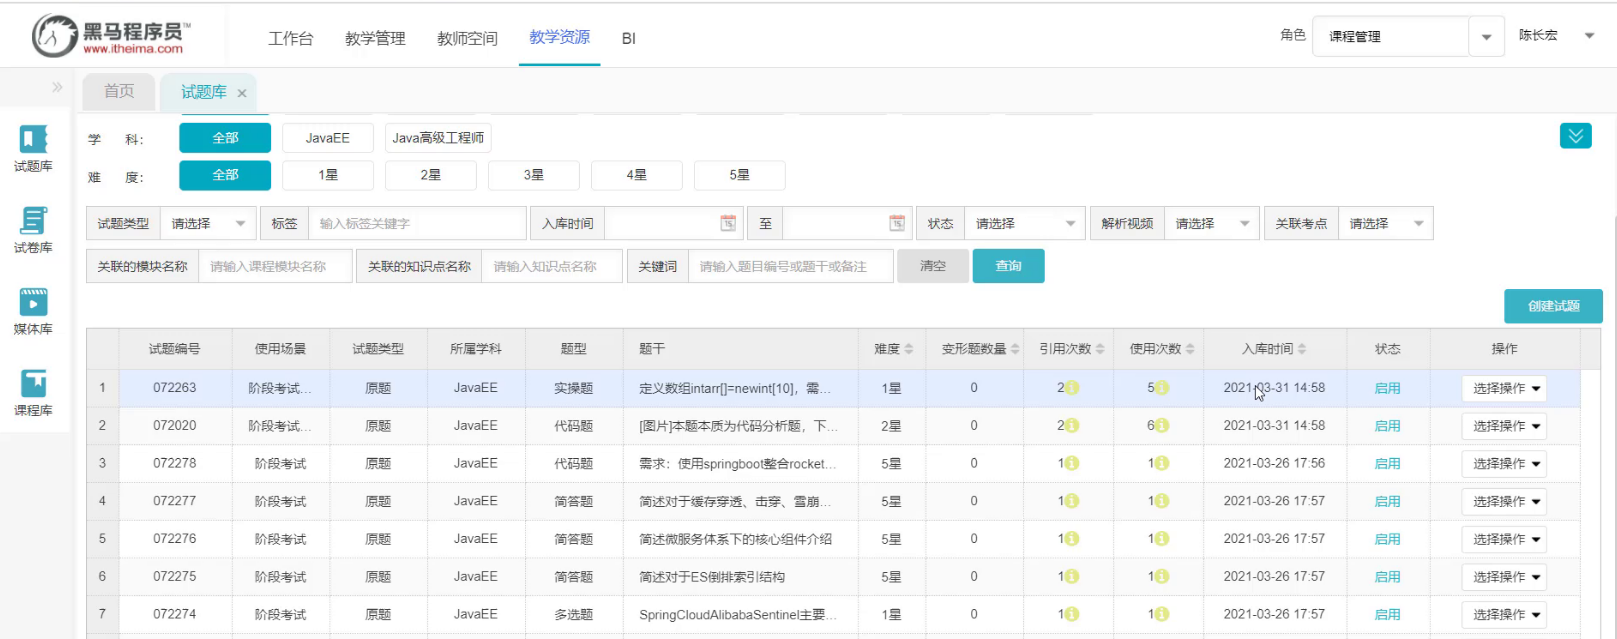 黑马程序员™
www.itheima.com
工作台 教学管理 教师空间 教学资源 BI
角色 课程管理 陈长宏
首页 试题库
学 科： 全部 JavaEE Java高级工程师
难 度： 全部 1星 2星 3星 4星 5星
试题类型 请选择 标签 输入标签关键字 入库时间 至 状态 请选择 解析视频 请选择 关联考点 请选择
关联的模块名称 请输入课程模块名称 关联的知识点名称 请输入知识点名称 关键词 请输入题目编号或题干或备注 清空 查询
创建试题
试题库
试卷库
媒体库
课程库
试题编号 使用场景 试题类型 所属学科 题型 题干 难度 变形题数量 引用次数 使用次数 入库时间 状态 操作
1 072263 阶段考试... 原题 JavaEE 实操题 定义数组intarr[]=newint[10]，需... 1星 0 2 5 2021-03-31 14:58 启用 选择操作
2 072020 阶段考试... 原题 JavaEE 代码题 [图片]本题本质为代码分析题，下... 2星 0 2 6 2021-03-31 14:58 启用 选择操作
3 072278 阶段考试 原题 JavaEE 代码题 需求：使用springboot整合rocket... 5星 0 1 1 2021-03-26 17:56 启用 选择操作
4 072277 阶段考试 原题 JavaEE 简答题 简述对于缓存穿透、击穿、雪崩... 5星 0 1 1 2021-03-26 17:57 启用 选择操作
5 072276 阶段考试 原题 JavaEE 简答题 简述微服务体系下的核心组件介绍 5星 0 1 1 2021-03-26 17:57 启用 选择操作
6 072275 阶段考试 原题 JavaEE 简答题 简述对于ES倒排索引结构 5星 0 1 1 2021-03-26 17:57 启用 选择操作
7 072274 阶段考试 原题 JavaEE 多选题 SpringCloudAlibabaSentinel主要... 1星 0 1 1 2021-03-26 17:57 启用 选择操作